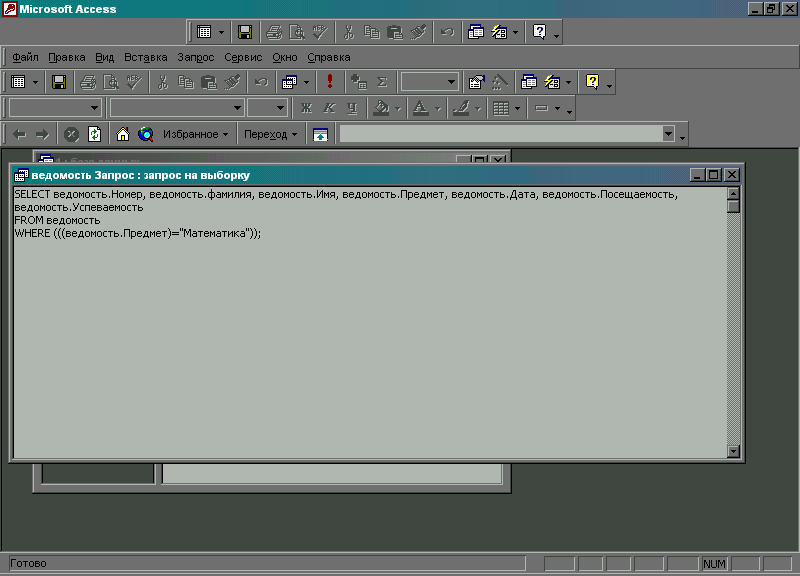 Microsoft Access
Файл Правка Вид Вставка Запрос Сервис Окно Справка
Ж К Ч
Избранное Переход
ведомость Запрос : запрос на выборку
SELECT ведомость.Номер, ведомость.фамилия, ведомость.Имя, ведомость.Предмет, ведомость.Дата, ведомость.Посещаемость,
ведомость.Успеваемость
FROM ведомость
WHERE (((ведомость.Предмет)="Математика"));
Готово
NUM